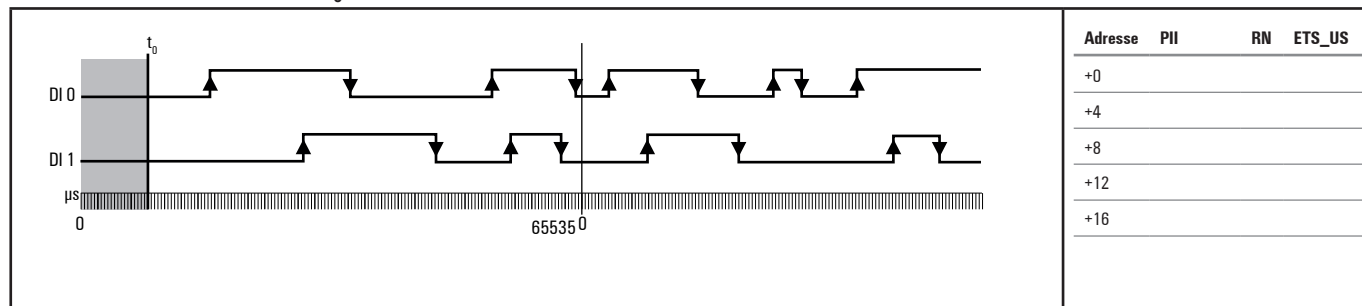 t0
DI 0
DI 1
µs
0
65535 0
Adresse PII RN ETS_US
+0
+4
+8
+12
+16